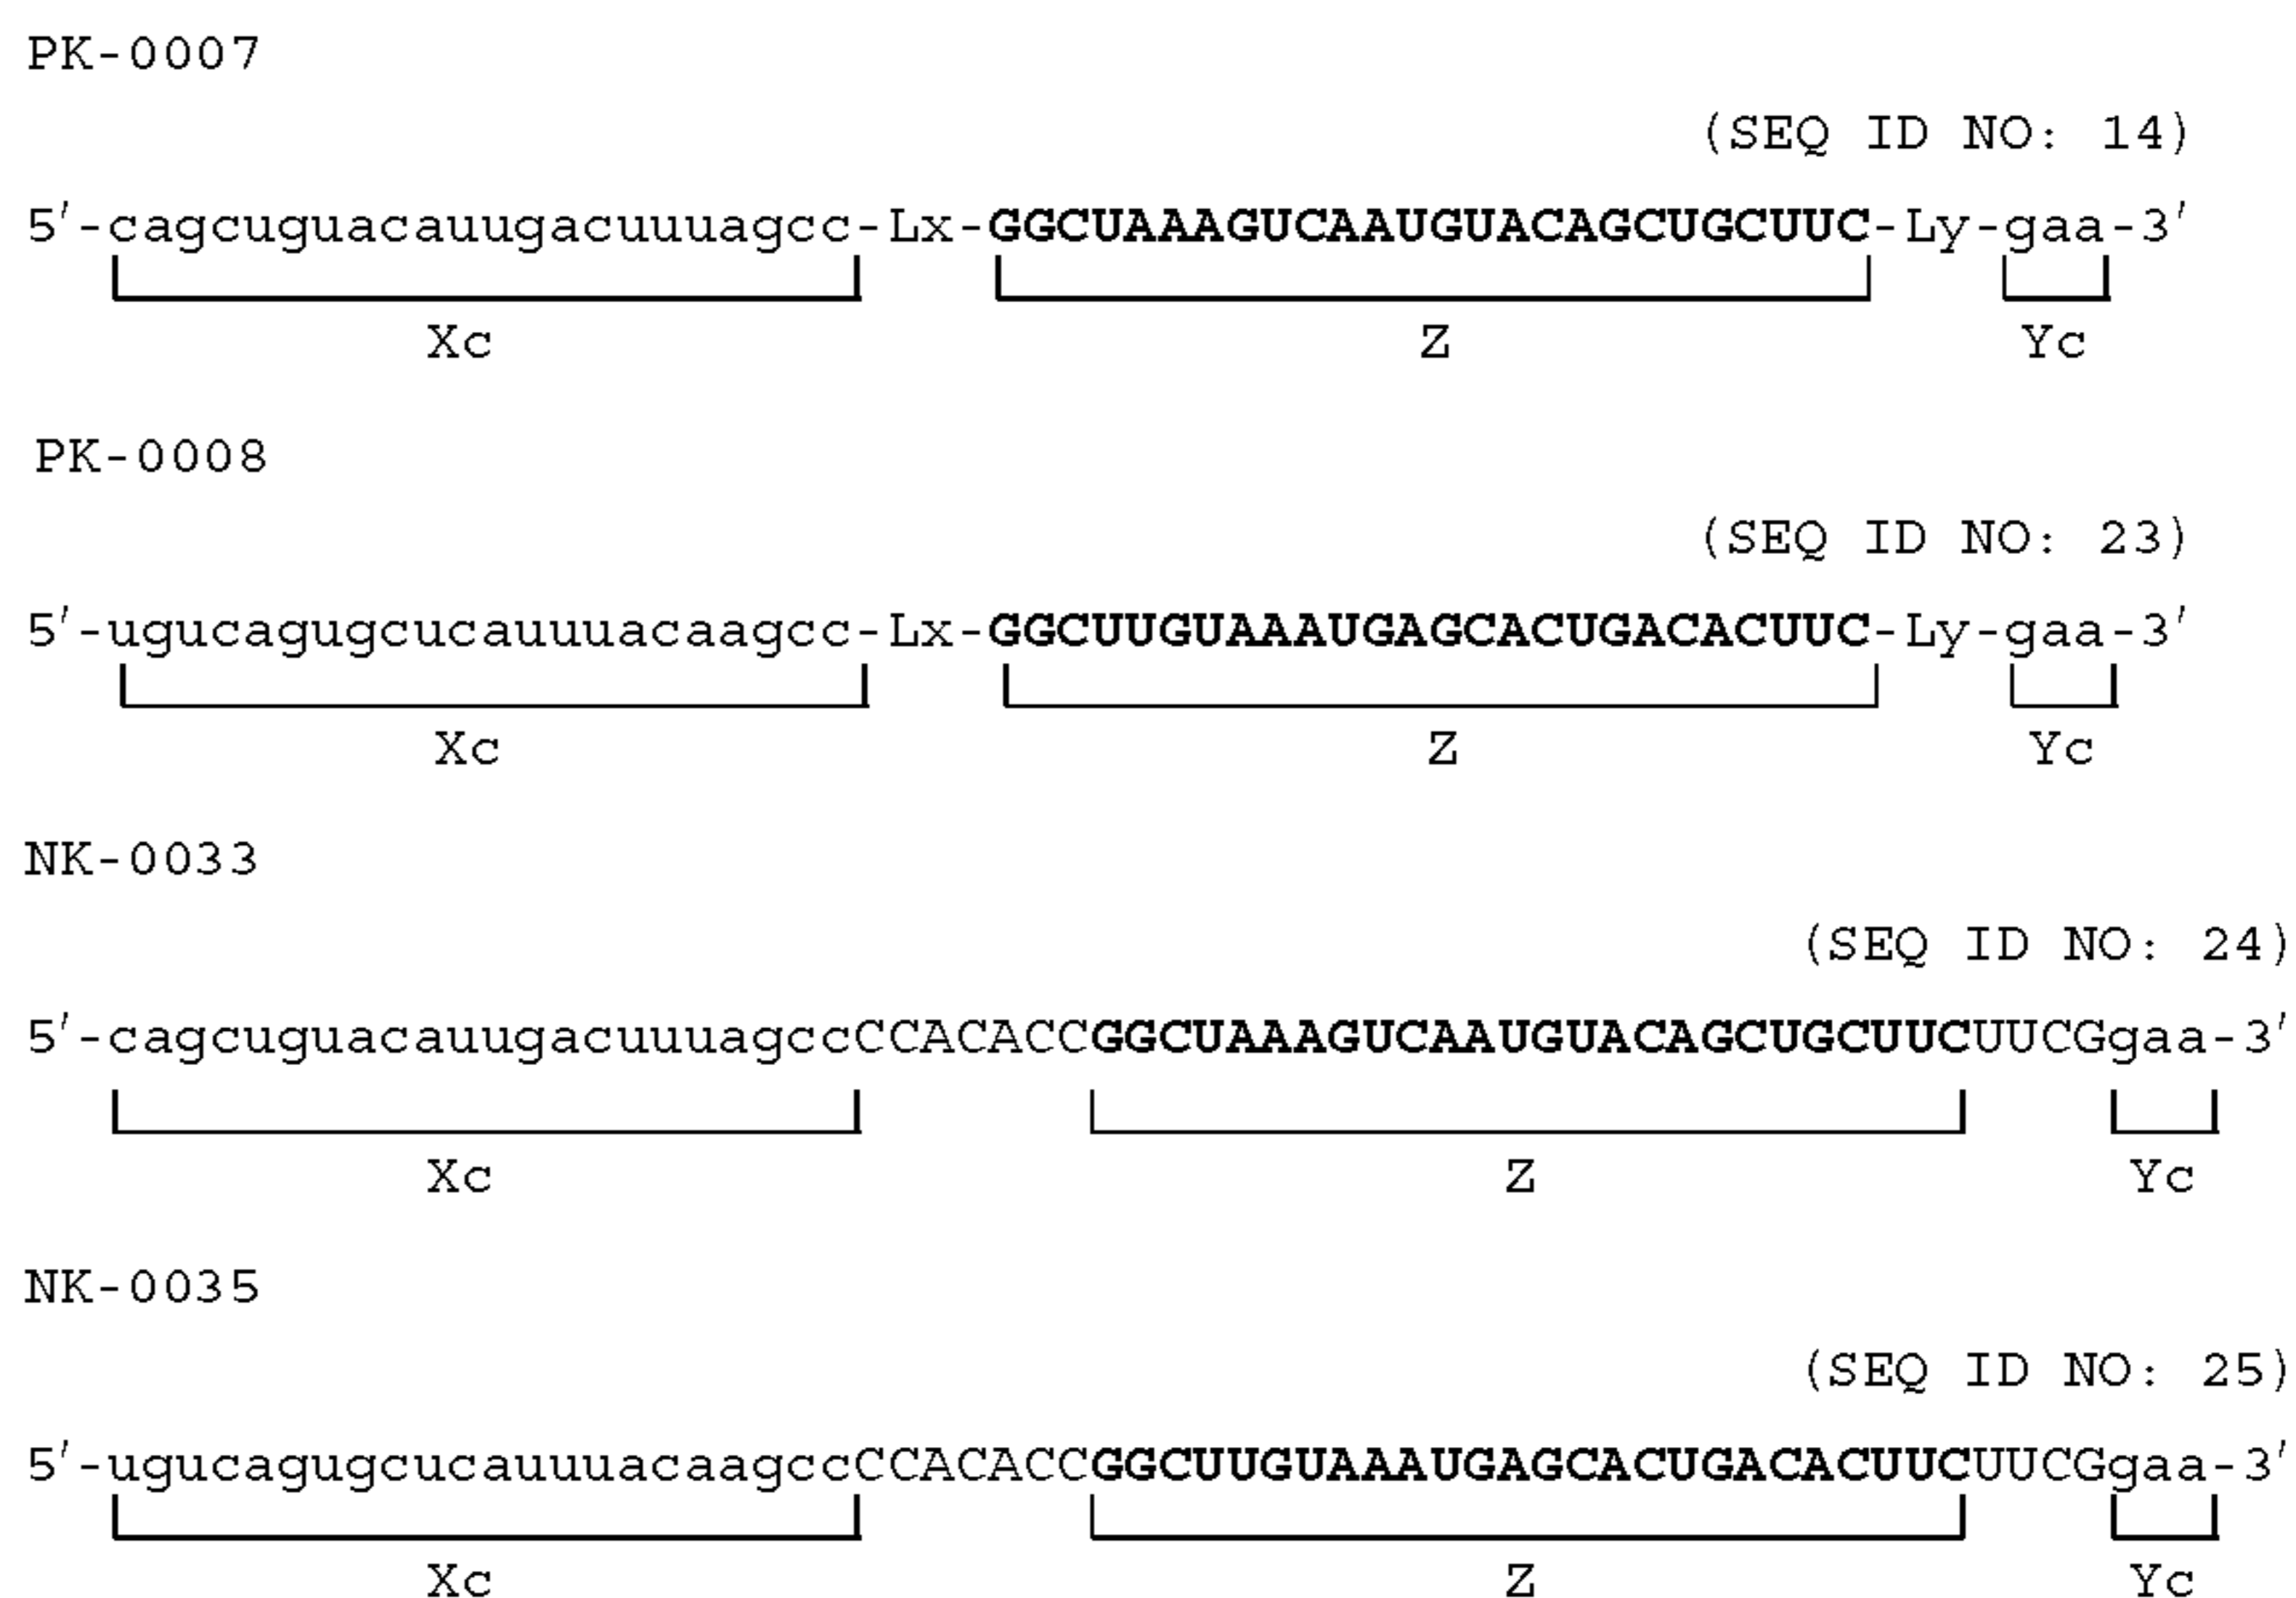 PK-0007
(SEQ ID NO: 14)
5'-cagcuguacauugacuuuagcc-Lx-GGCUAAAGUCAAUGUACAGCUGCUUC-Ly-gaa-3'
Xc Z Yc
PK-0008
(SEQ ID NO: 23)
5'-ugucagugcucauuuacaagcc-Lx-GGCUUGUAAAUGAGCACUGACACUUC-Ly-gaa-3'
Xc Z Yc
NK-0033
(SEQ ID NO: 24)
5'-cagcuguacauugacuuuagccCCACACCGGCUAAAGUCAAUGUACAGCUGCUUCUUCGgaa-3'
Xc Z Yc
NK-0035
(SEQ ID NO: 25)
5'-ugucagugcucauuuacaagccCCACACCGGCUUGUAAAUGAGCACUGACACUUCUUCGgaa-3'
Xc Z Yc